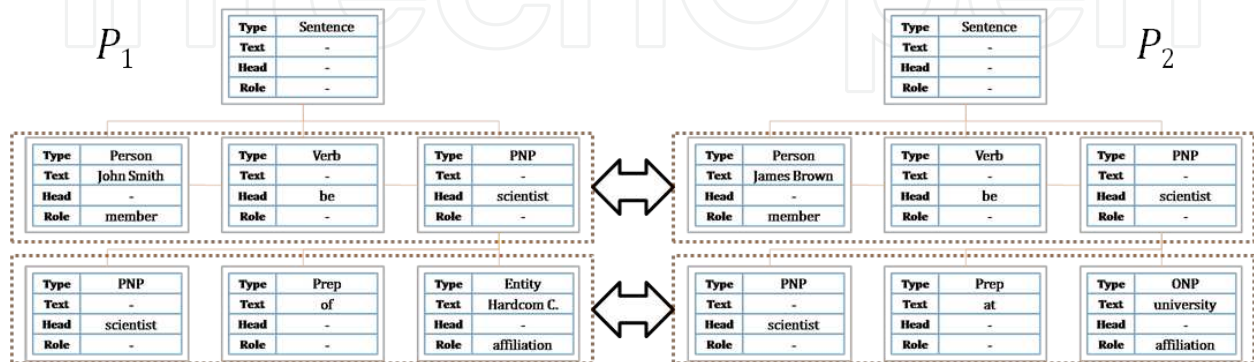 P1
P2
Type Sentence
Text -
Head -
Role -
Type Sentence
Text -
Head -
Role -
Type Person
Text John Smith
Head -
Role member
Type Verb
Text -
Head be
Role -
Type PNP
Text -
Head scientist
Role -
Type Person
Text James Brown
Head -
Role member
Type Verb
Text -
Head be
Role -
Type PNP
Text -
Head scientist
Role -
Type PNP
Text -
Head scientist
Role -
Type Prep
Text of
Head -
Role -
Type Entity
Text Hardcom C.
Head -
Role affiliation
Type PNP
Text -
Head scientist
Role -
Type Prep
Text at
Head -
Role -
Type ONP
Text university
Head -
Role affiliation